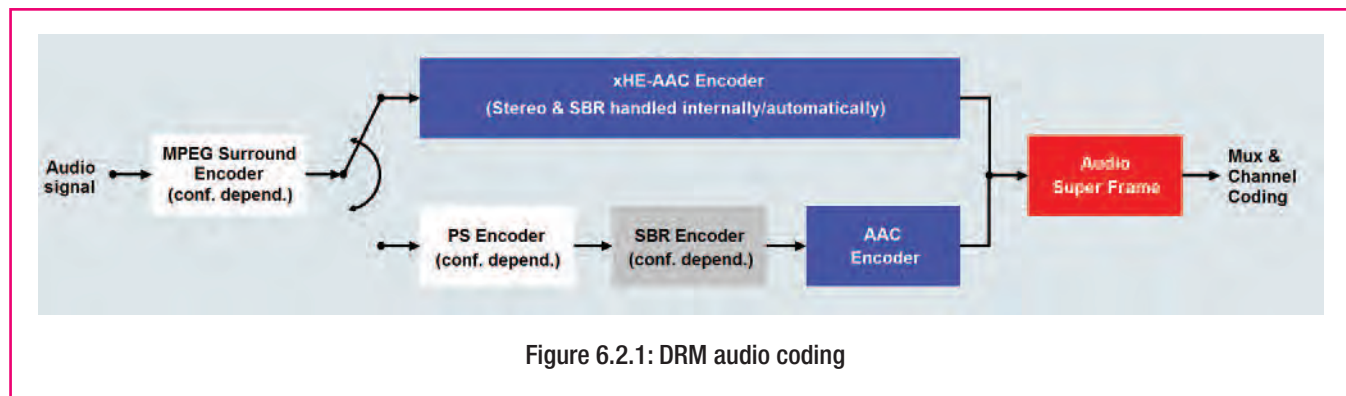 xHE-AAC Encoder
(Stereo & SBR handled internally/automatically)
Audio
signal
MPEG Surround
Encoder
(conf. depend.)
Audio
Super Frame
Mux &
Channel
Coding
PS Encoder
(conf. depend.)
SBR Encoder
(conf. depend.)
AAC
Encoder
Figure 6.2.1: DRM audio coding